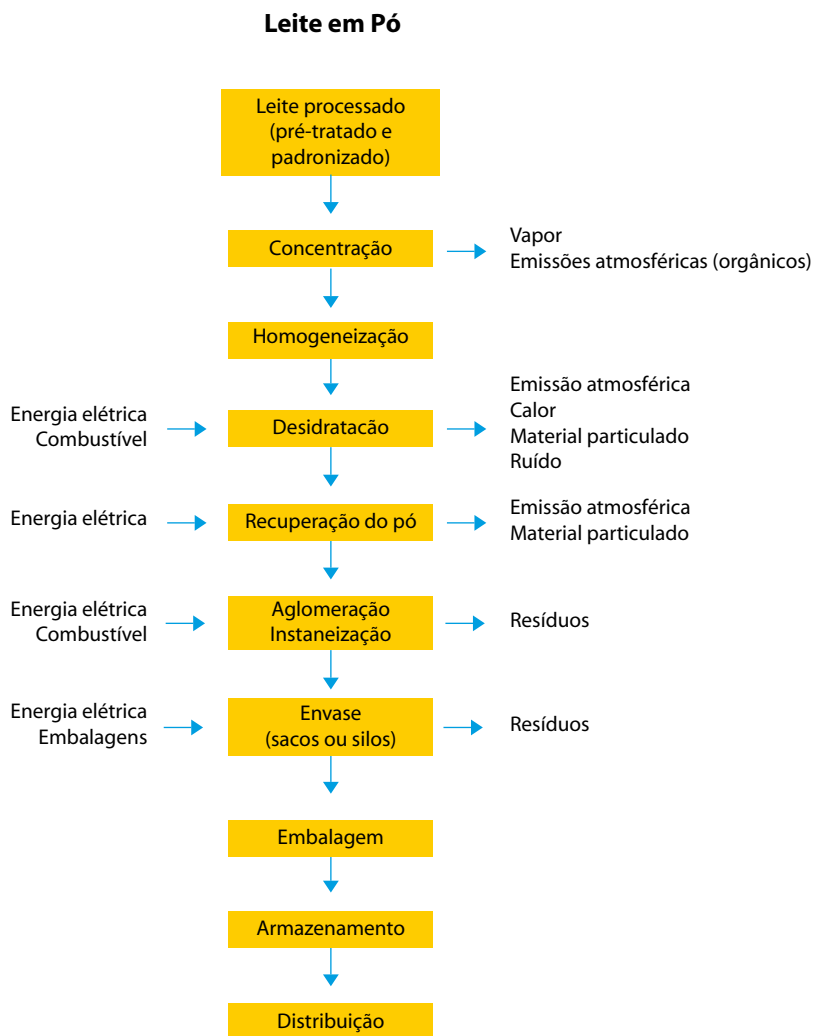 Leite em Pó
Leite processado
(pré-tratado e
padronizado)
Concentração
Vapor
Emissões atmosféricas (orgânicos)
Homogeneização
Energia elétrica
Combustível
Desidratacão
Emissão atmosférica
Calor
Material particulado
Ruído
Energia elétrica
Recuperação do pó
Emissão atmosférica
Material particulado
Energia elétrica
Combustível
Aglomeração
Instaneização
Resíduos
Energia elétrica
Embalagens
Envase
(sacos ou silos)
Resíduos
Embalagem
Armazenamento
Distribuição